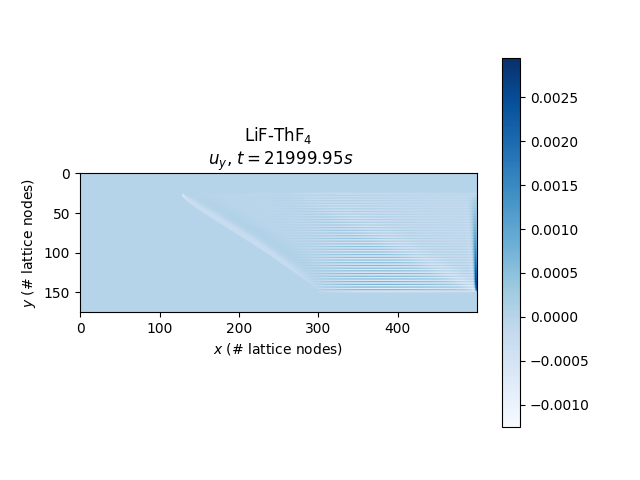 LiF-ThF₄
u_y, t = 21999.95s
0
50
100
150
y (# lattice nodes)
0 100 200 300 400
x (# lattice nodes)
0.0025
0.0020
0.0015
0.0010
0.0005
0.0000
−0.0005
−0.0010